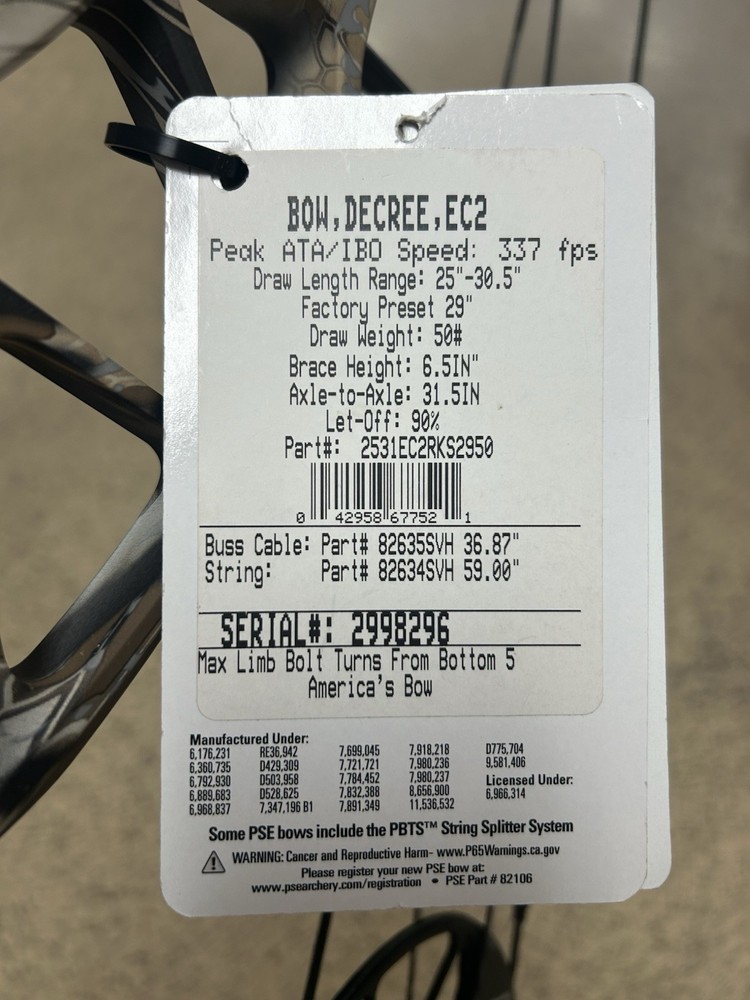 BOW,DECREE,EC2
Peak ATA/IBO Speed: 337 fps
Draw Length Range: 25"-30.5"
Factory Preset 29"
Draw Weight: 50#
Brace Height: 6.5IN"
Axle-to-Axle: 31.5IN
Let-Off: 90%
Part#: 2531EC2RKS2950
0 42958 67752 1
Buss Cable: Part# 82635SVH 36.87"
String: Part# 82634SVH 59.00"
SERIAL#: 2998296
Max Limb Bolt Turns From Bottom 5
America's Bow
Manufactured Under:
6,176,231 RE36,942 7,699,045 7,918,218 D775,704
6,360,735 D429,309 7,721,721 7,980,236 9,581,406
6,792,930 D503,958 7,784,452 7,980,237 Licensed Under:
6,889,683 D528,625 7,832,388 8,656,900 6,966,314
6,968,837 7,347,196 B1 7,891,349 11,536,532
Some PSE bows include the PBTS™ String Splitter System
WARNING: Cancer and Reproductive Harm- www.P65Warnings.ca.gov
Please register your new PSE bow at:
www.psearchery.com/registration • PSE Part # 82106